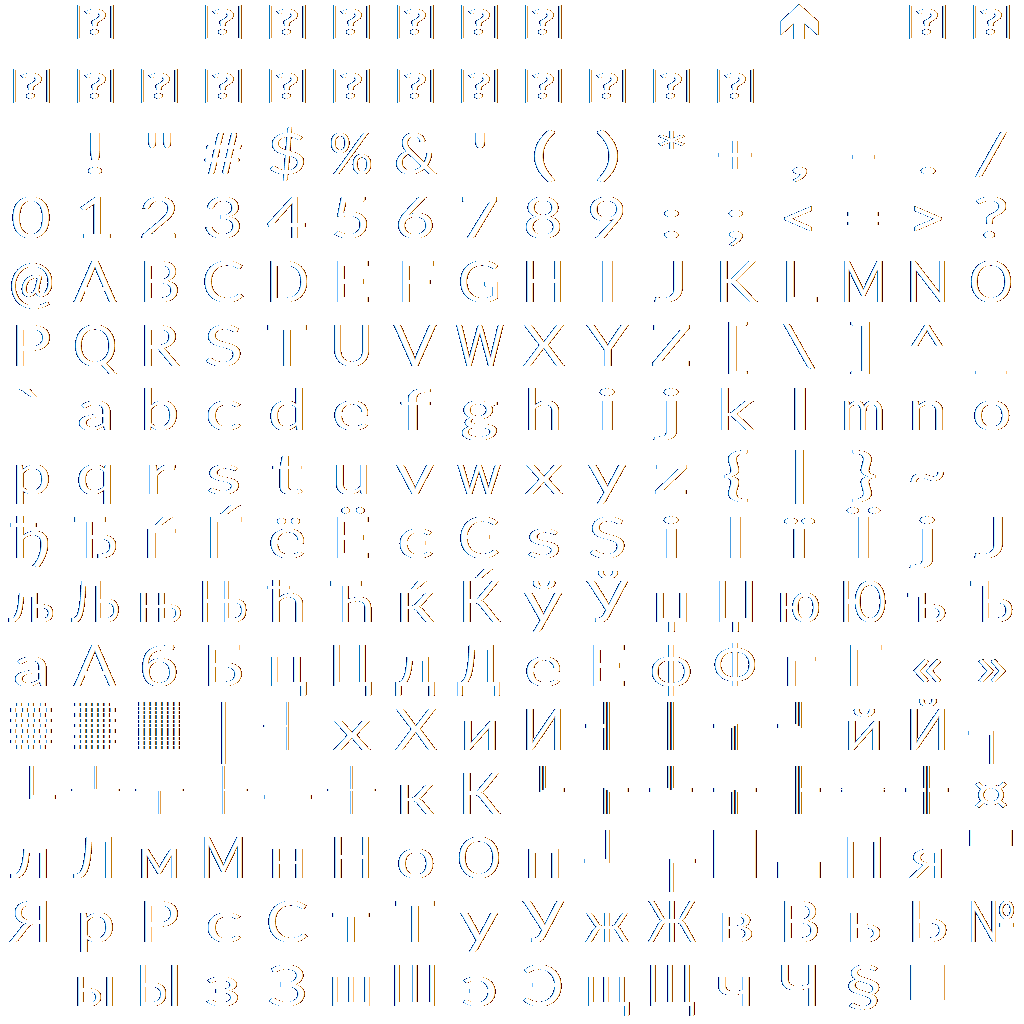 ! " # $ % & ' ( ) * + , - . /
0 1 2 3 4 5 6 7 8 9 : ; < = > ?
@ A B C D E F G H I J K L M N O
P Q R S T U V W X Y Z [ \ ] ^ _
` a b c d e f g h i j k l m n o
p q r s t u v w x y z { | } ~
ђ Ђ ѓ Ѓ ё Ё є Є ѕ Ѕ і І ї Ї ј Ј
љ Љ њ Њ ћ Ћ ќ Ќ ў Ў џ Џ ю Ю ъ Ъ
а А б Б ц Ц д Д е Е ф Ф г Г « »
░ ▒ ▓ │ ┤ х Х и И ╣ ║ ╗ ╝ й Й ┐
└ ┴ ┬ ├ ─ ┼ к К ╚ ╔ ╩ ╦ ╠ ═ ╬ ¤
л Л м М н Н о О п ┘ ┌ █ ▄ П я ▀
Я р Р с С т Т у У ж Ж в В ь Ь №
ы Ы з З ш Ш э Э щ Щ ч Ч § ■